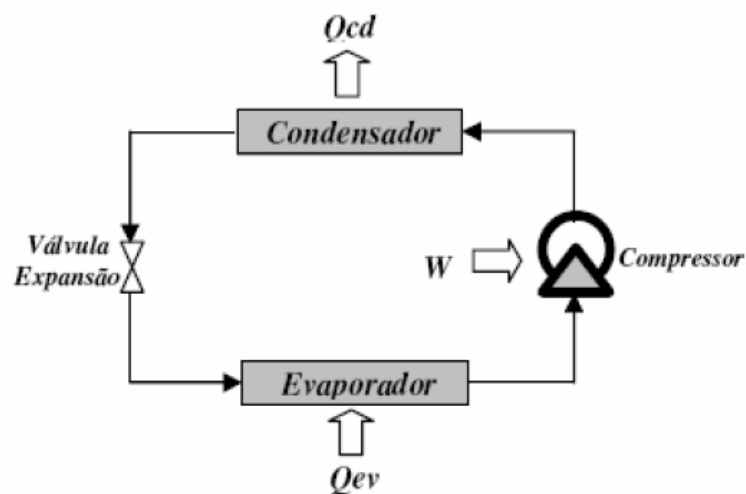 Qcd
Condensador
Válvula
Expansão
W
Compressor
Evaporador
Qev